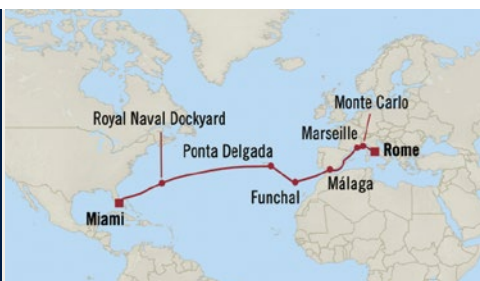 Monte Carlo
Royal Naval Dockyard
Marseille
Rome
Ponta Delgada
Málaga
Funchal
Miami